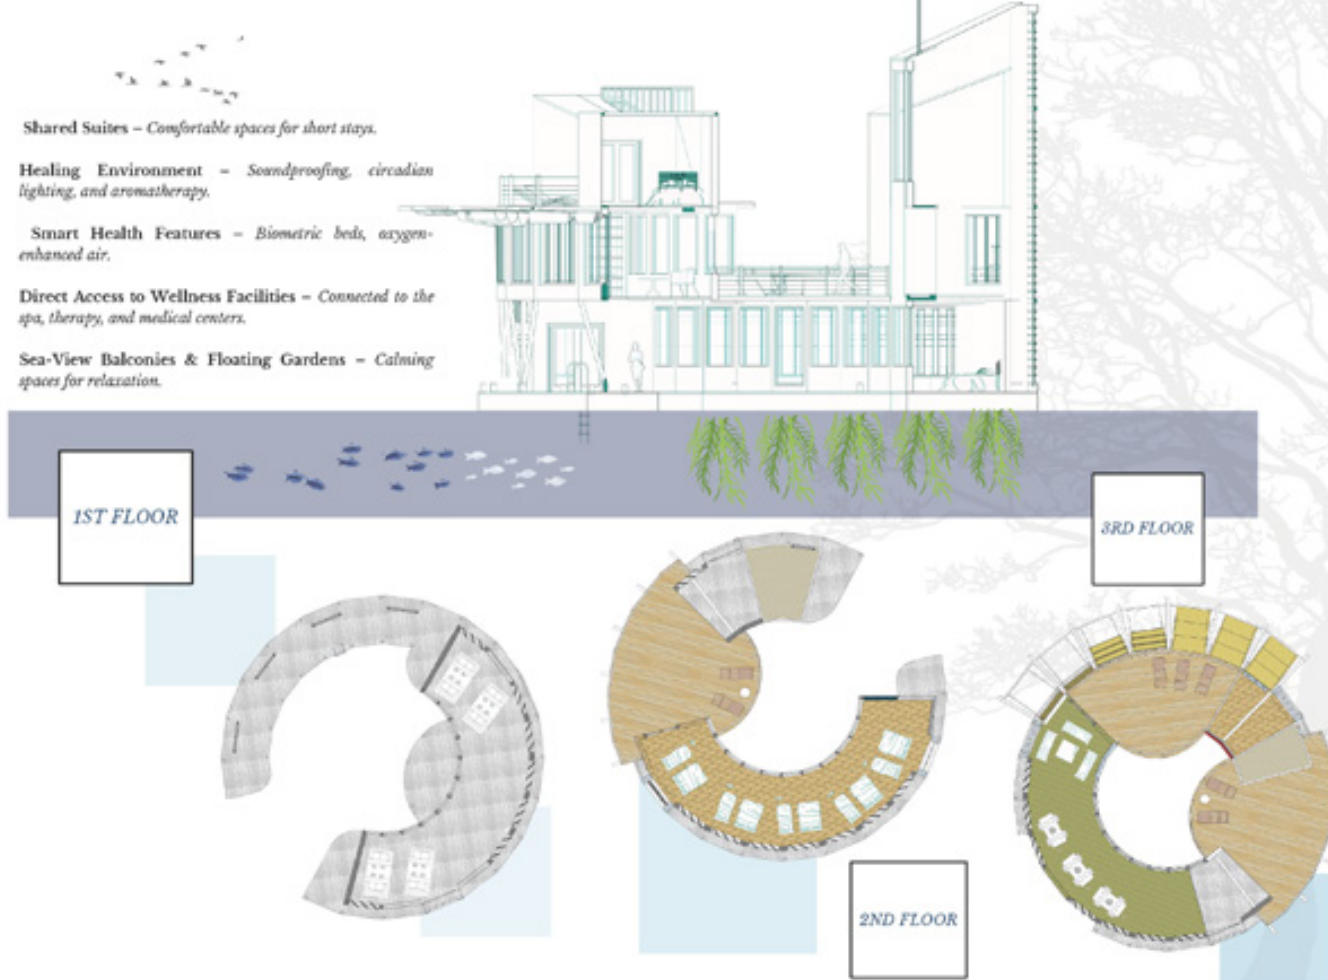 Shared Suites – Comfortable spaces for short stays.
Healing Environment – Soundproofing, circadian
lighting, and aromatherapy.
Smart Health Features – Biometric beds, oxygen-
enhanced air.
Direct Access to Wellness Facilities – Connected to the
spa, therapy, and medical centers.
Sea-View Balconies & Floating Gardens – Calming
spaces for relaxation.
1ST FLOOR
3RD FLOOR
2ND FLOOR